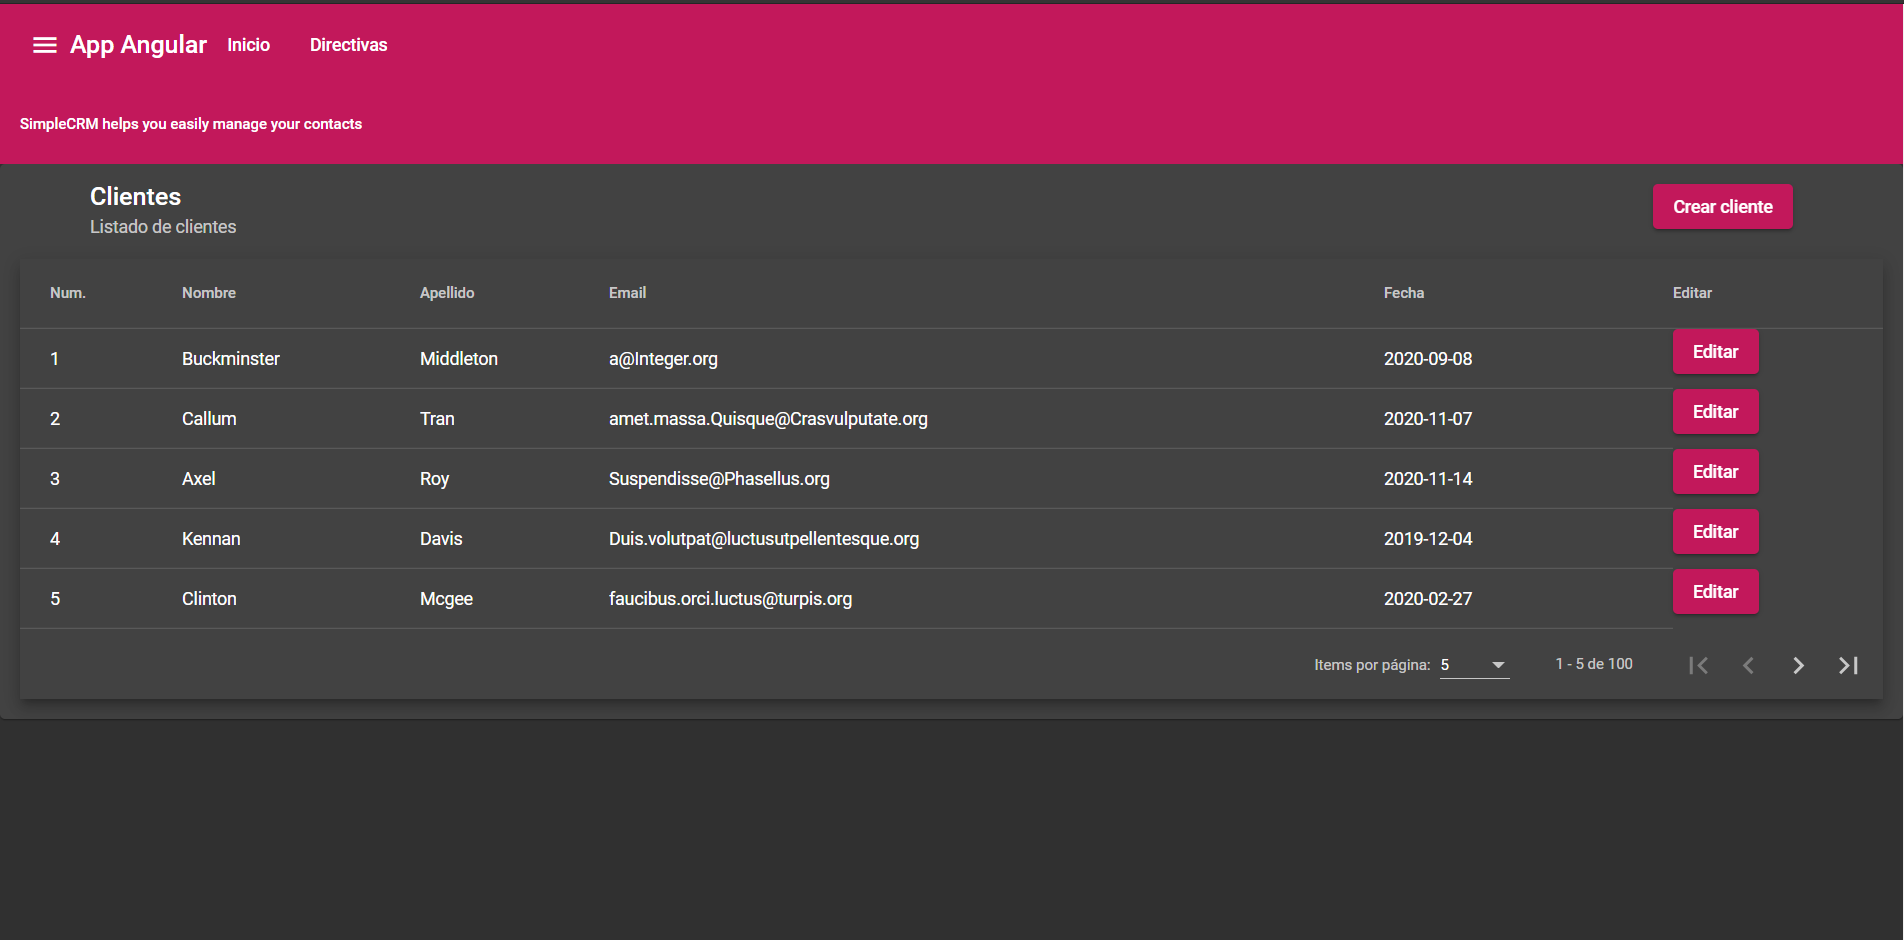 App Angular Inicio Directivas
SimpleCRM helps you easily manage your contacts
Clientes
Crear cliente
Listado de clientes
Num. Nombre Apellido Email Fecha Editar
1 Buckminster Middleton a@Integer.org 2020-09-08 Editar
2 Callum Tran amet.massa.Quisque@Crasvulputate.org 2020-11-07 Editar
3 Axel Roy Suspendisse@Phasellus.org 2020-11-14 Editar
4 Kennan Davis Duis.volutpat@luctusutpellentesque.org 2019-12-04 Editar
5 Clinton Mcgee faucibus.orci.luctus@turpis.org 2020-02-27 Editar
Items por página: 5 1 - 5 de 100